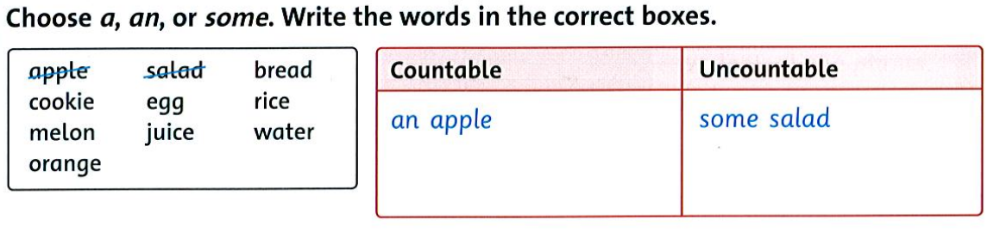 Choose a, an, or some. Write the words in the correct boxes.
apple salad bread
cookie egg rice
melon juice water
orange
Countable Uncountable
an apple some salad